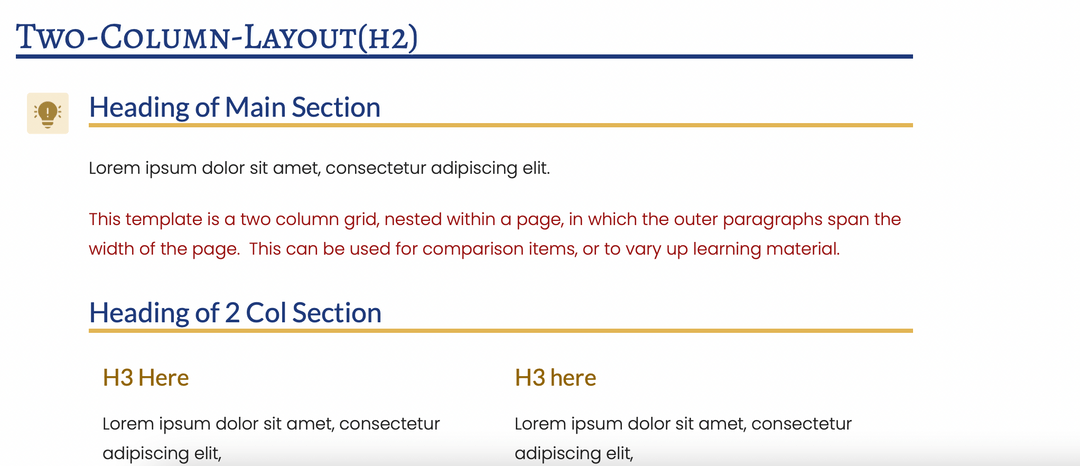 Two-Column-Layout(h2)
Heading of Main Section
Lorem ipsum dolor sit amet, consectetur adipiscing elit.
This template is a two column grid, nested within a page, in which the outer paragraphs span the
width of the page.  This can be used for comparison items, or to vary up learning material.
Heading of 2 Col Section
H3 Here
Lorem ipsum dolor sit amet, consectetur
adipiscing elit,
H3 here
Lorem ipsum dolor sit amet, consectetur
adipiscing elit,